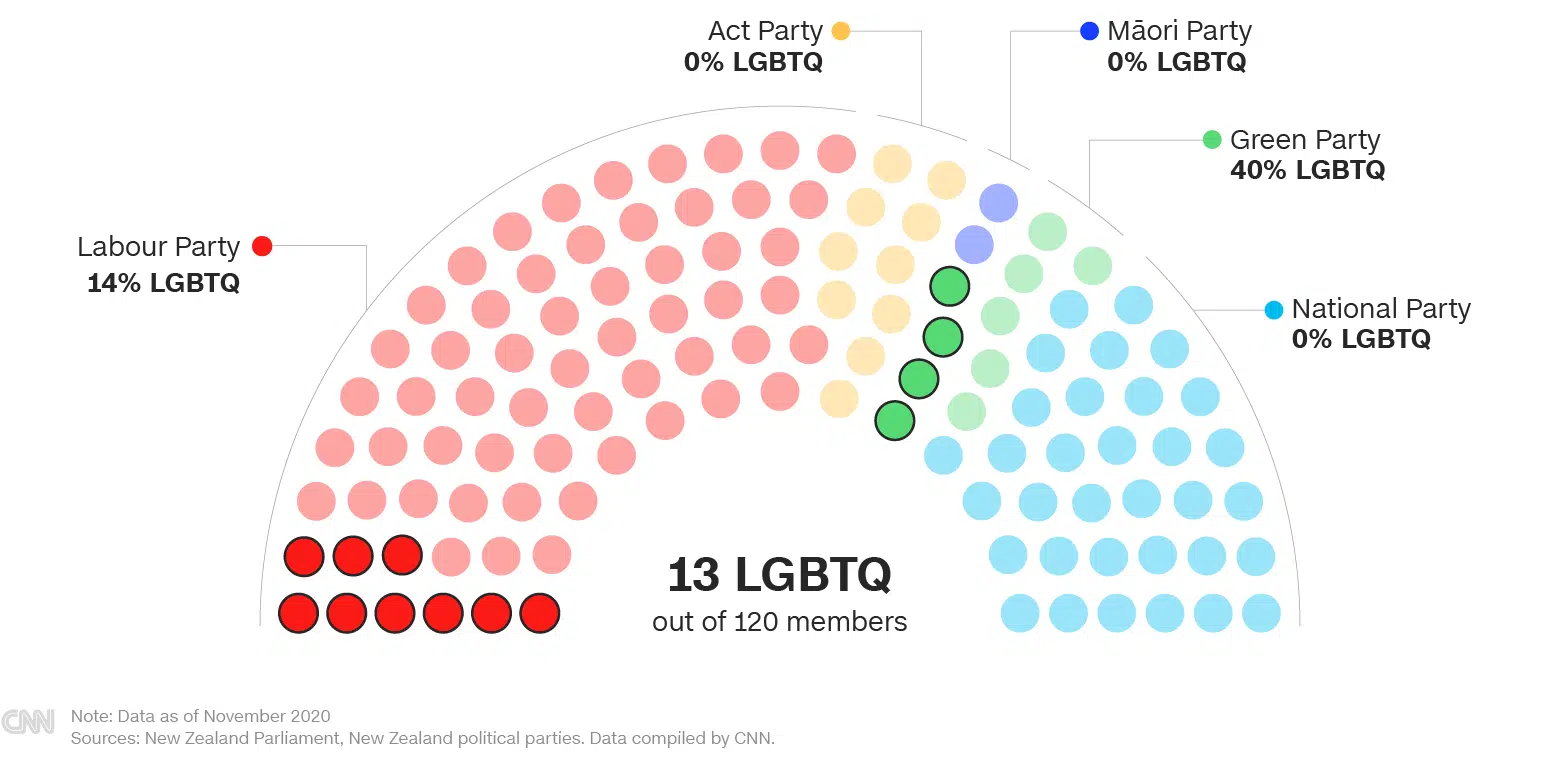 Act Party
0% LGBTQ
Māori Party
0% LGBTQ
Green Party
40% LGBTQ
Labour Party
14% LGBTQ
National Party
0% LGBTQ
13 LGBTQ
out of 120 members
CNN
Note: Data as of November 2020
Sources: New Zealand Parliament, New Zealand political parties. Data compiled by CNN.